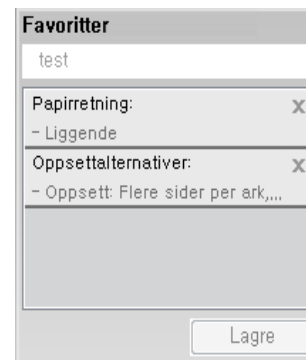 Favoritter
test
Papirretning:
X
- Liggende
Oppsettalternativer:
X
- Oppsett: Flere sider per ark,...
Lagre